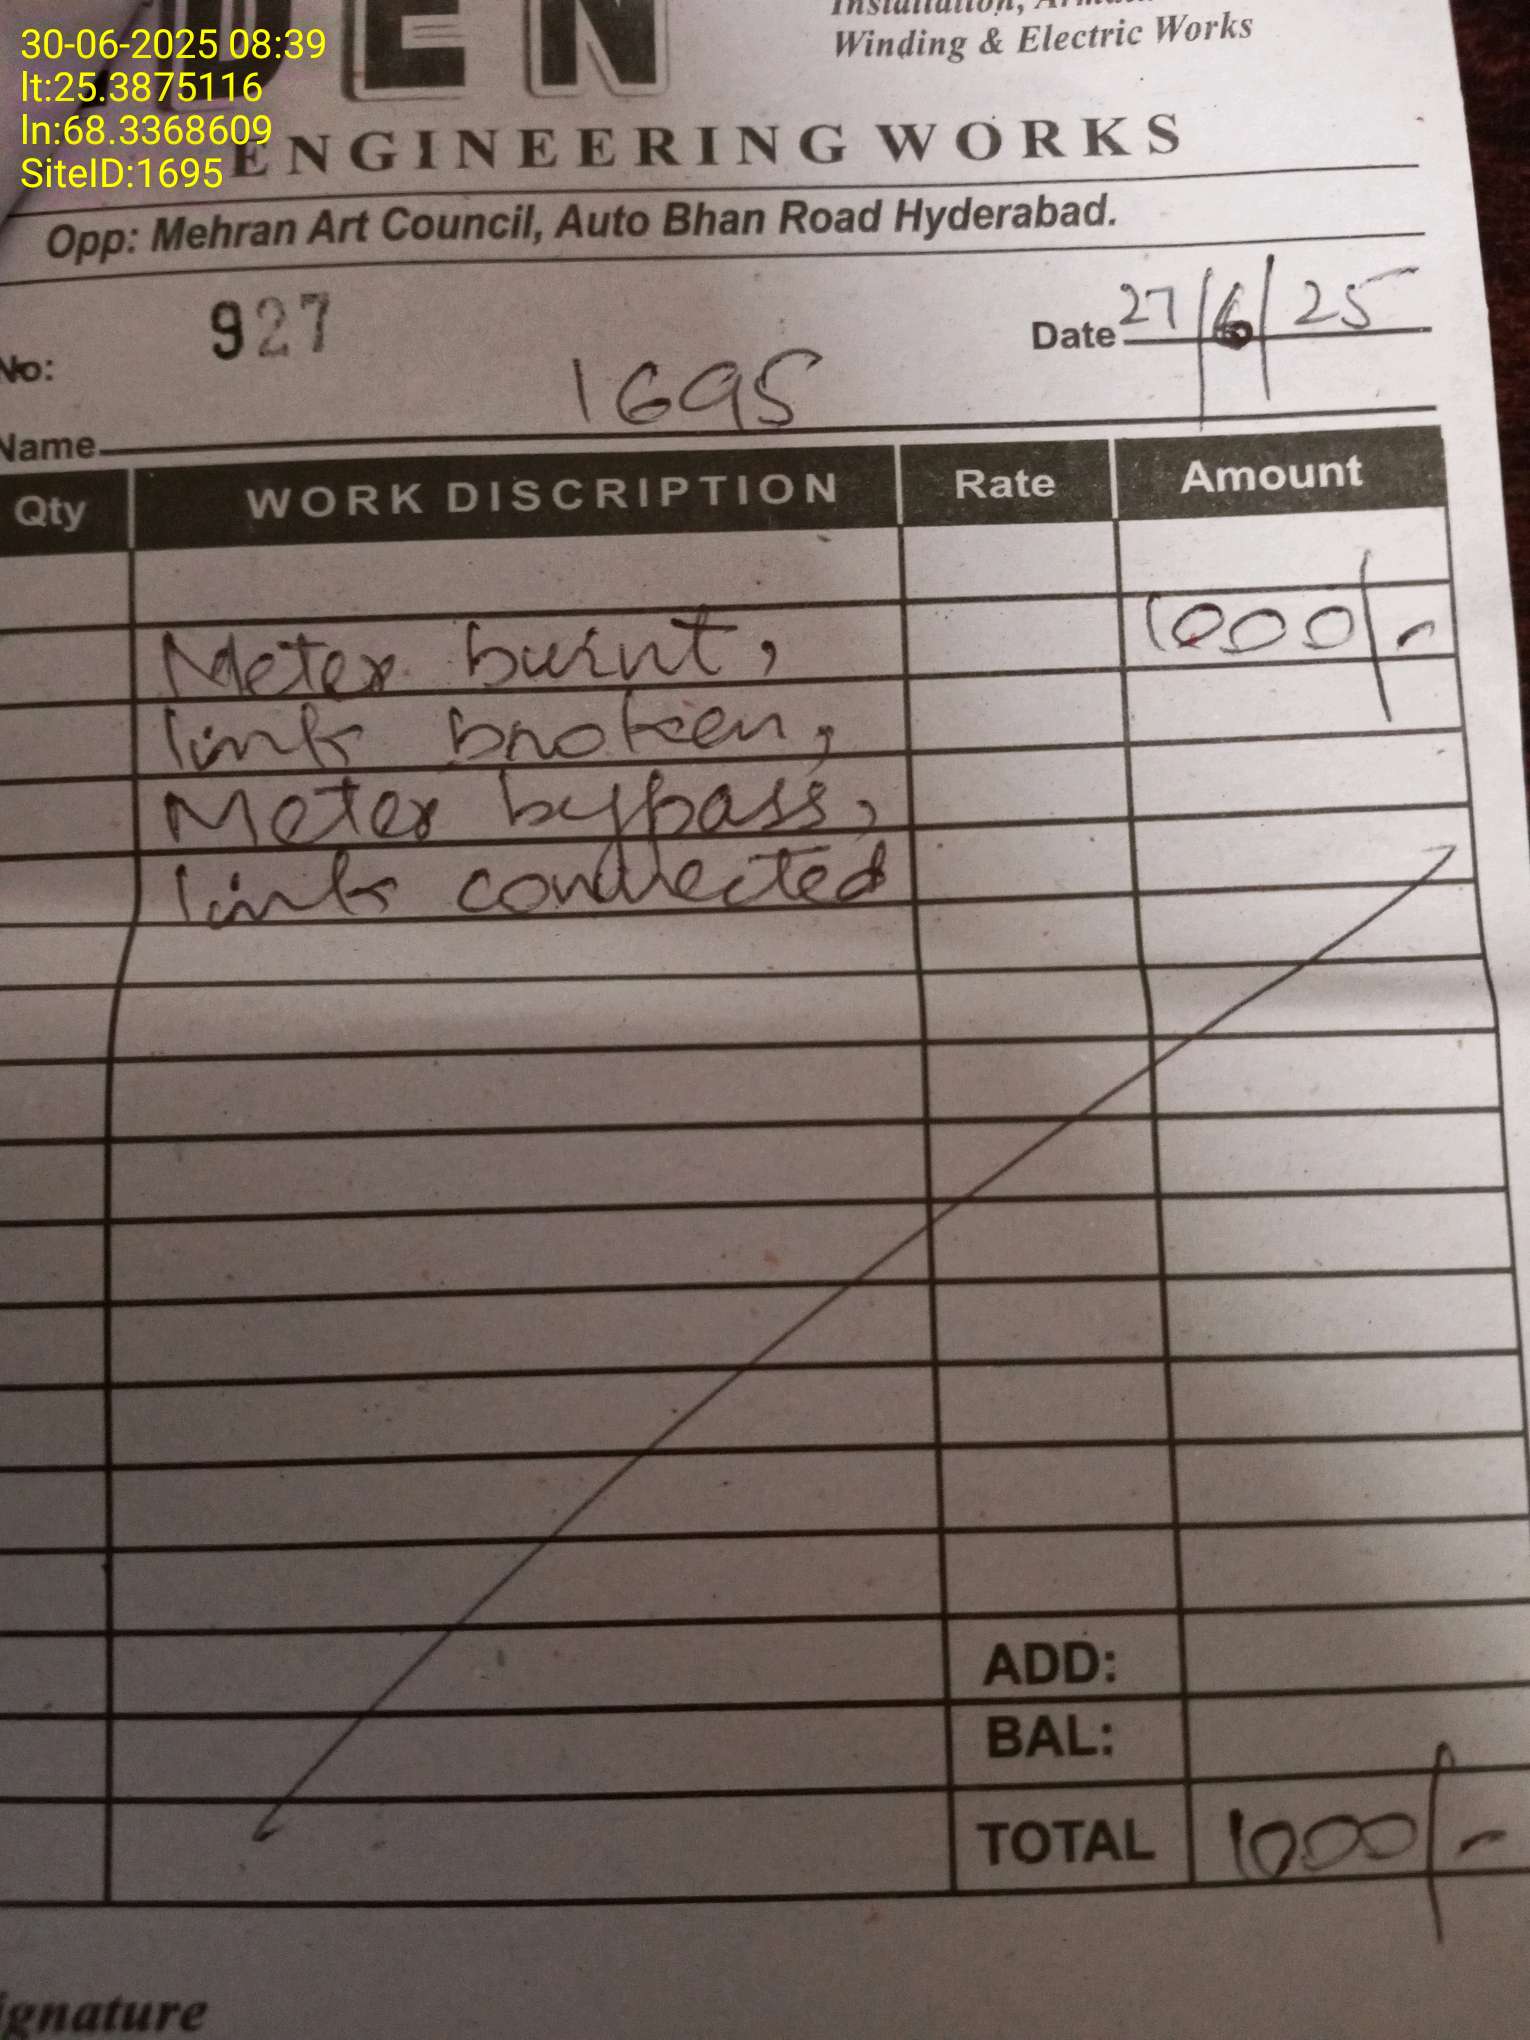 30-06-2025 08:39
lt:25.3875116
ln:68.3368609
SiteID:1695
Winding & Electric Works
ENGINEERING WORKS
Opp: Mehran Art Council, Auto Bhan Road Hyderabad.
No: 927
Date 27/6/25
Name 1695
Qty WORK DISCRIPTION Rate Amount
Meter burnt, 1000/-
link broken,
Meter bypass,
link connected
ADD:
BAL:
TOTAL 1000/-
ignature